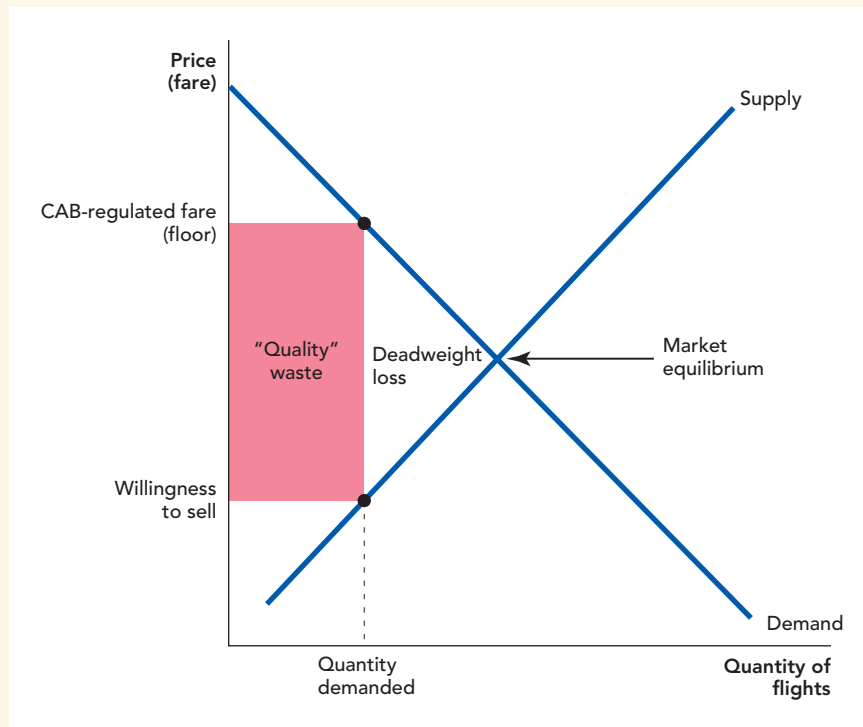 Price
(fare)
Supply
CAB-regulated fare
(floor)
“Quality”
waste
Deadweight
loss
Market
equilibrium
Willingness
to sell
Demand
Quantity
demanded
Quantity of
flights